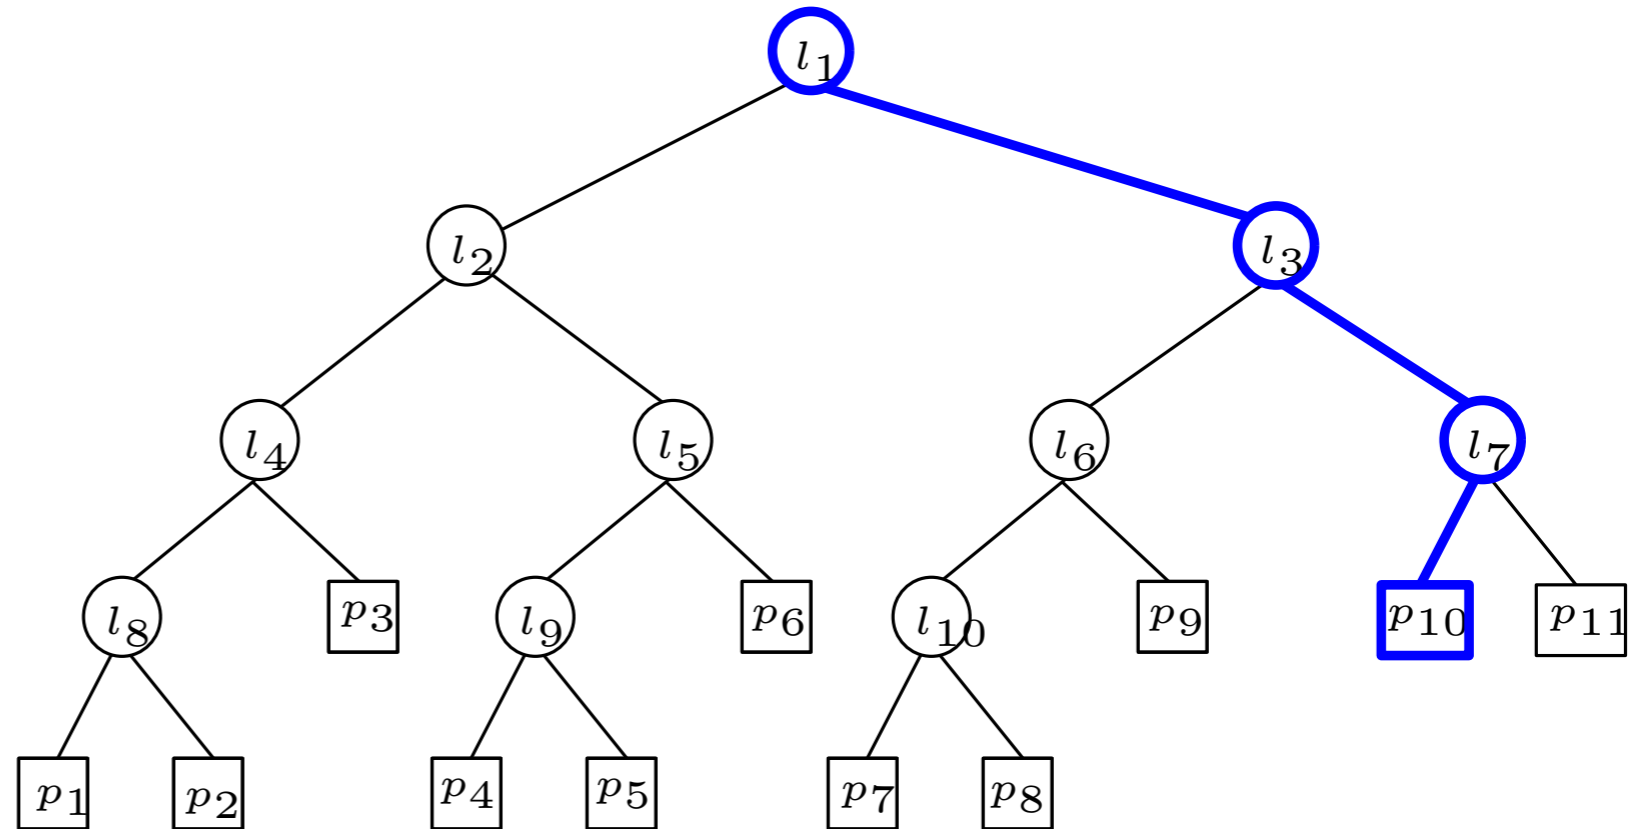 l₁
l₂ l₃
l₄ l₅ l₆ l₇
l₈ p₃ l₉ p₆ l₁₀ p₉ p₁₀ p₁₁
p₁ p₂ p₄ p₅ p₇ p₈